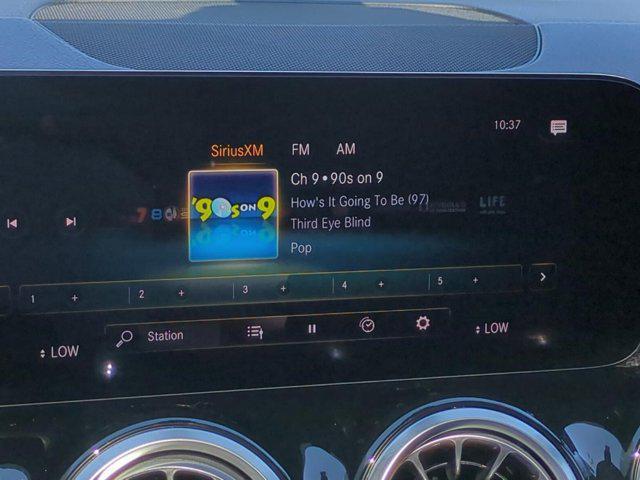 10:37
SiriusXM FM AM
Ch 9 • 90s on 9
How's It Going To Be (97)
Third Eye Blind
Pop
'90s ON 9
LIFE
1 + 2 + 3 + 4 + 5 +
Station
LOW
LOW